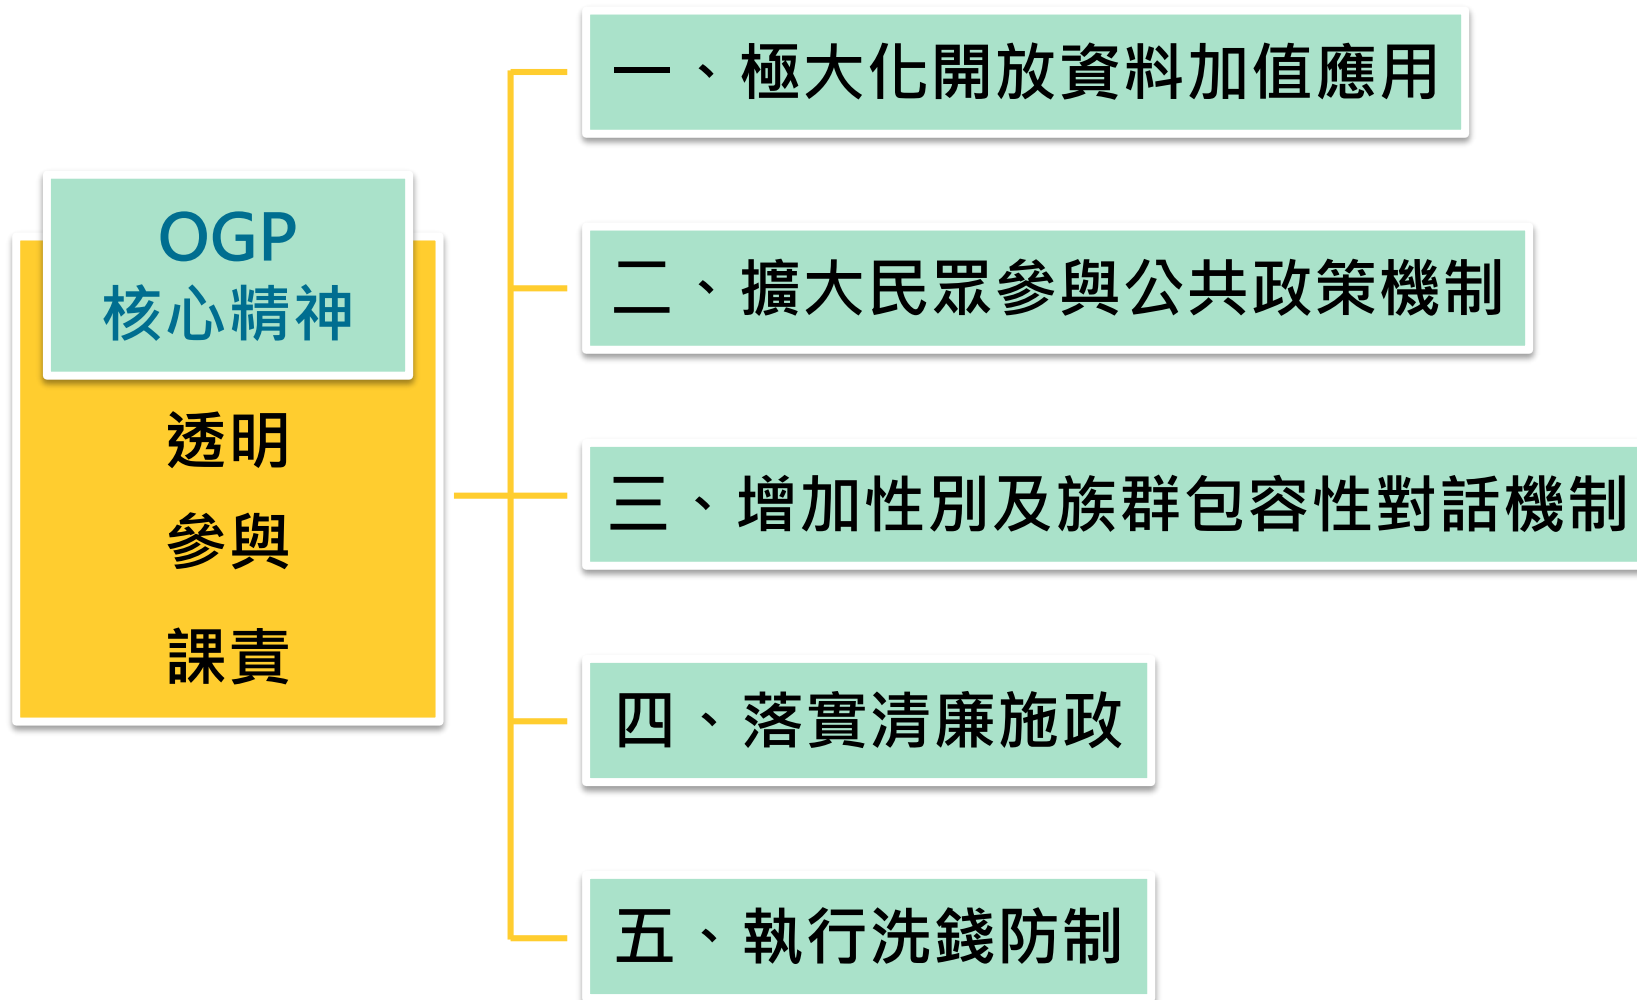 OGP
核心精神
透明
參與
課責
一、極大化開放資料加值應用
二、擴大民眾參與公共政策機制
三、增加性別及族群包容性對話機制
四、落實清廉施政
五、執行洗錢防制